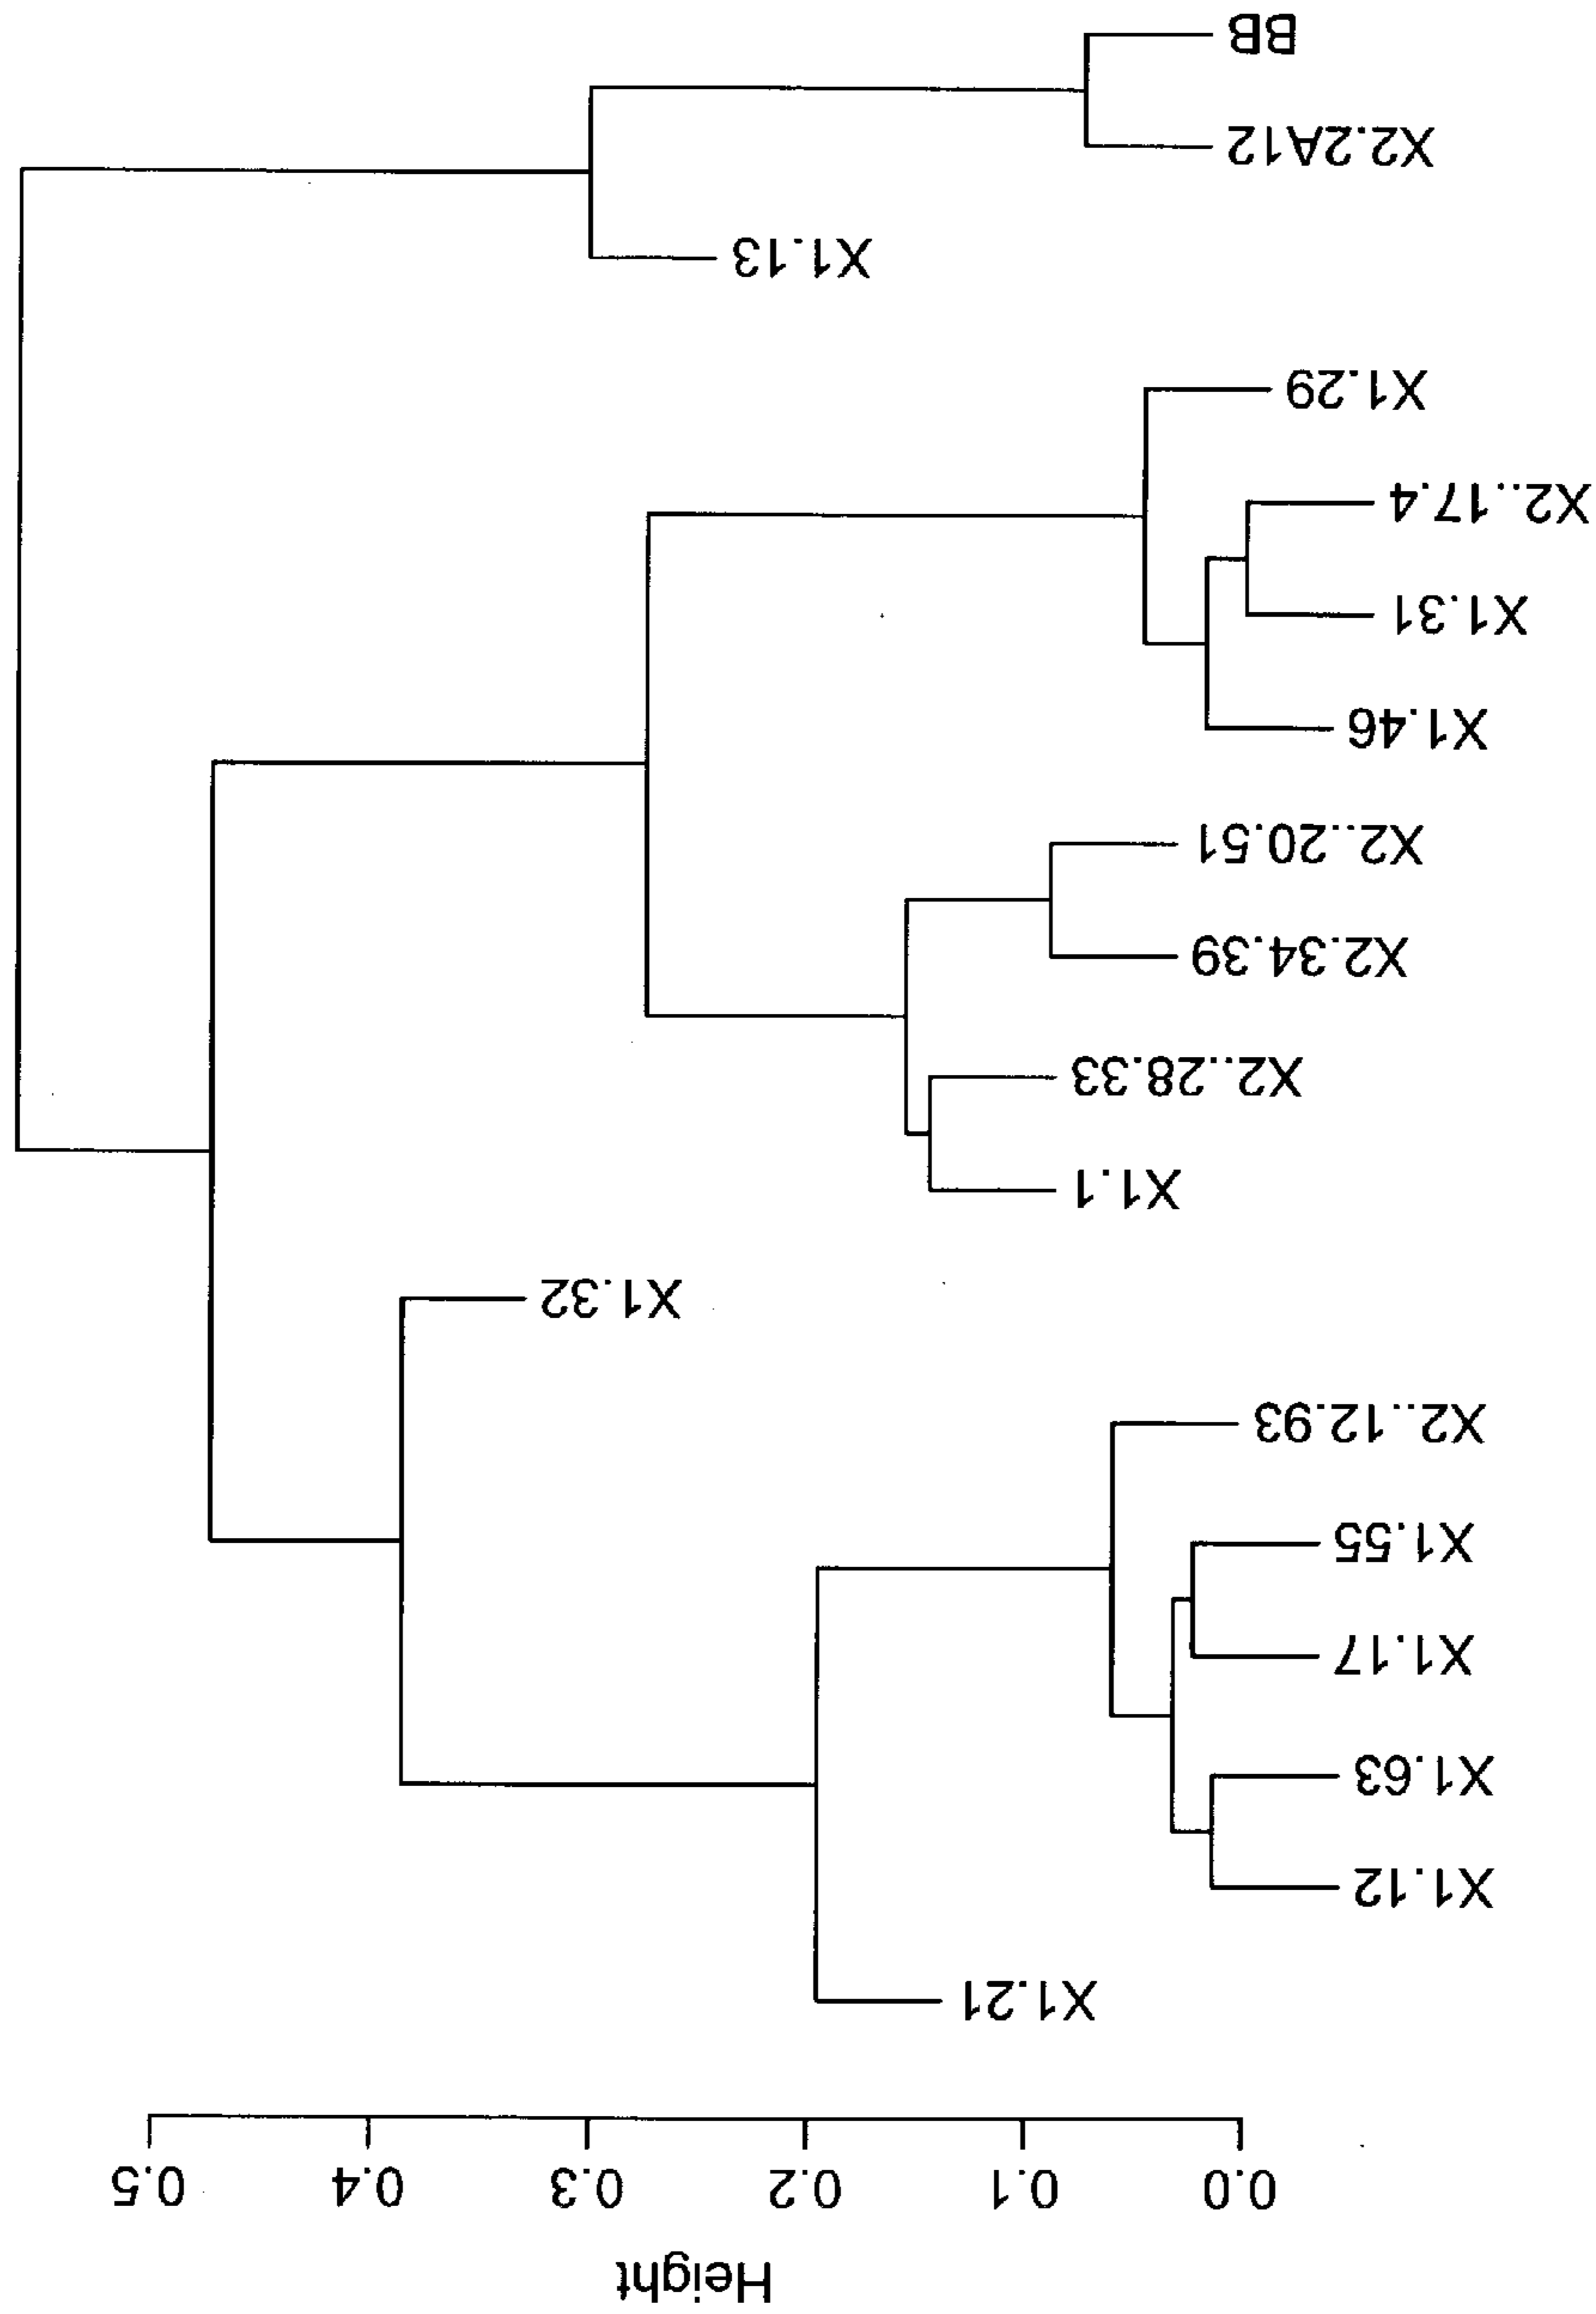 Height
0.0
0.1
0.2
0.3
0.4
0.5
X1.21
X1.12
X1.63
X1.17
X1.55
X2..12.93
X1.32
X1.1
X2..28.33
X2.34.39
X2..20.51
X1.46
X1.31
X2..17.4
X1.29
X1.13
X2.2A12
BB